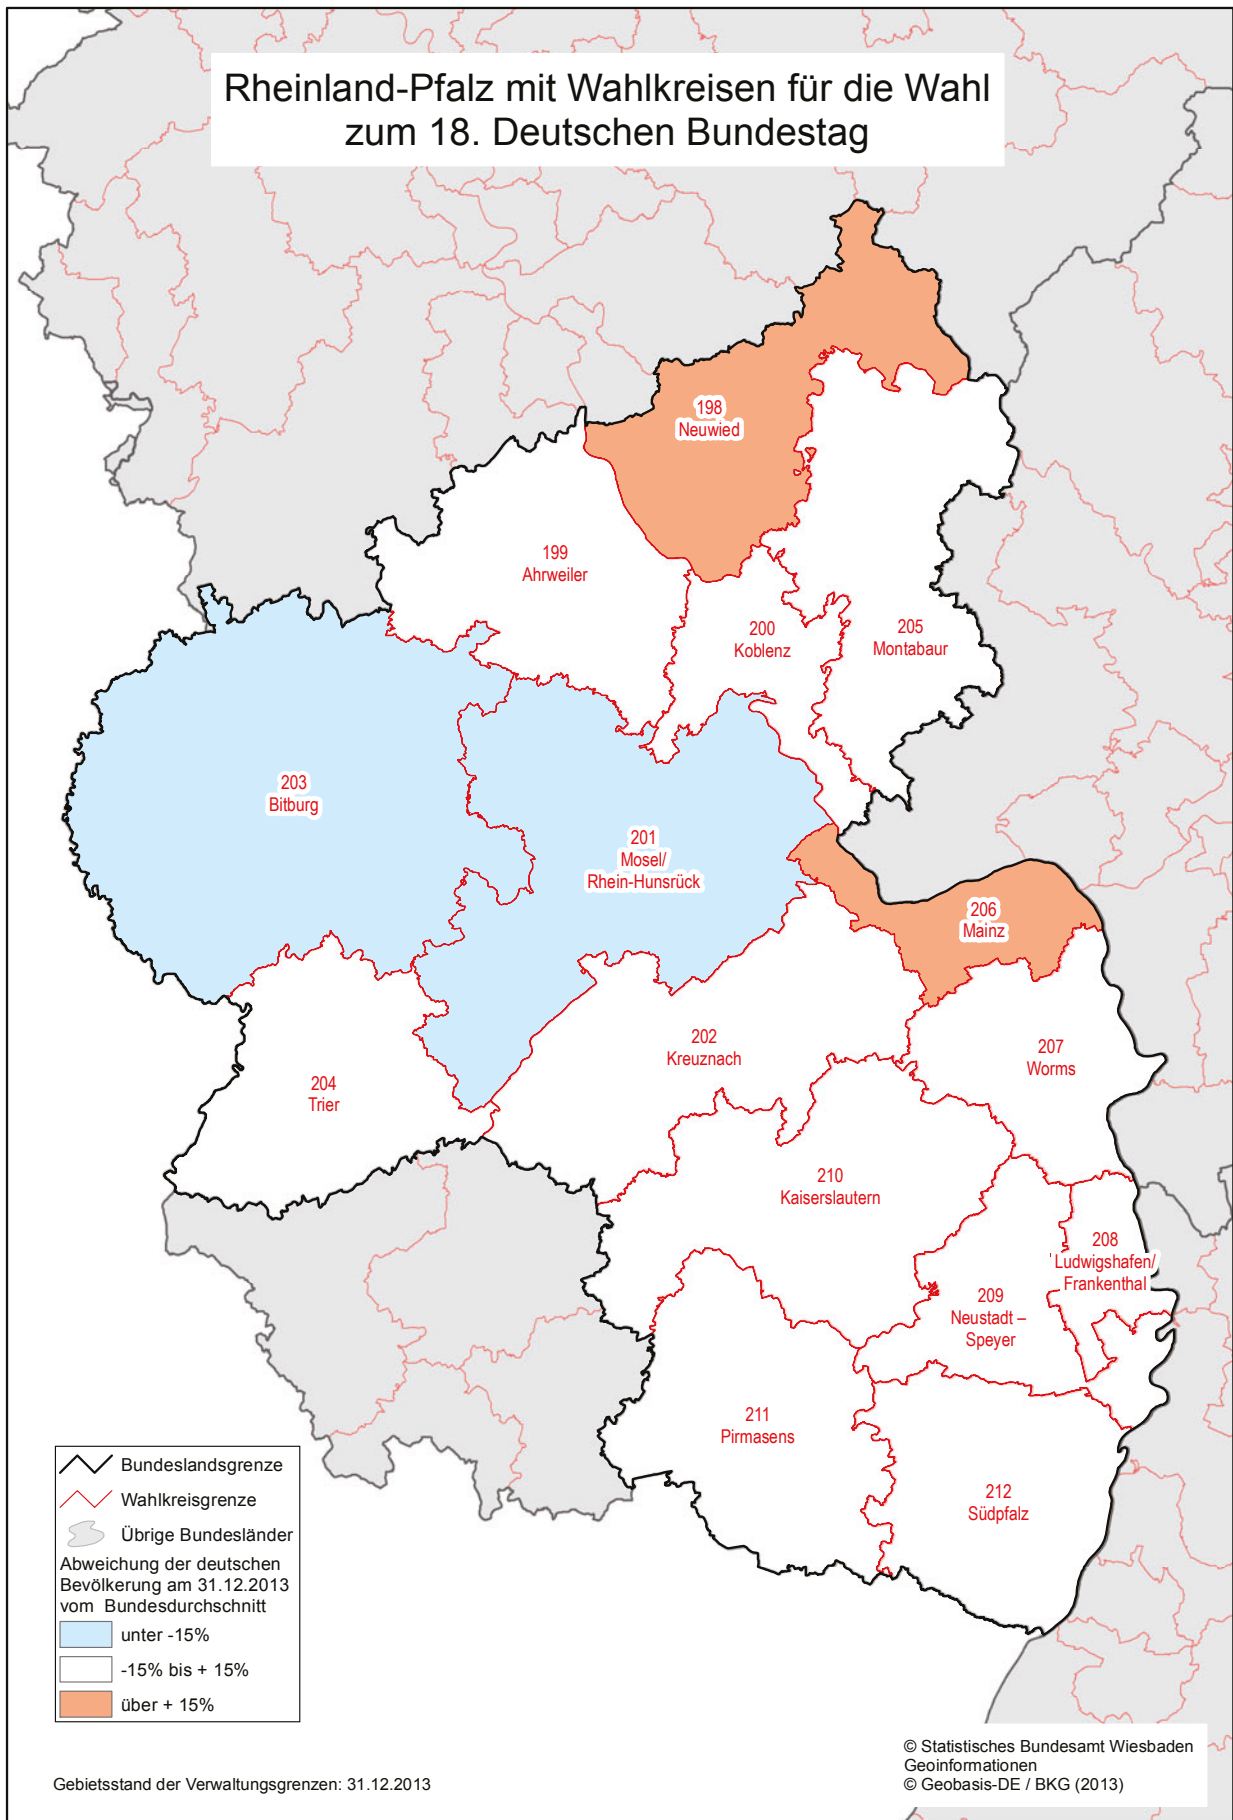 Rheinland-Pfalz mit Wahlkreisen für die Wahl
zum 18. Deutschen Bundestag
198
Neuwied
199
Ahrweiler
200
Koblenz
205
Montabaur
203
Bitburg
201
Mosel/
Rhein-Hunsrück
206
Mainz
202
Kreuznach
207
Worms
204
Trier
210
Kaiserslautern
208
Ludwigshafen/
Frankenthal
209
Neustadt –
Speyer
211
Pirmasens
212
Südpfalz
Bundeslandsgrenze
Wahlkreisgrenze
Übrige Bundesländer
Abweichung der deutschen
Bevölkerung am 31.12.2013
vom Bundesdurchschnitt
unter -15%
-15% bis + 15%
über + 15%
Gebietsstand der Verwaltungsgrenzen: 31.12.2013
© Statistisches Bundesamt Wiesbaden
Geoinformationen
© Geobasis-DE / BKG (2013)